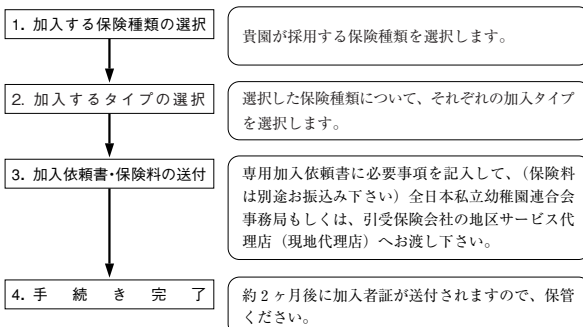 1. 加入する保険種類の選択
貴園が採用する保険種類を選択します。
2. 加入するタイプの選択
選択した保険種類について、それぞれの加入タイプ
を選択します。
3. 加入依頼書・保険料の送付
専用加入依頼書に必要事項を記入して、（保険料
は別途お振込み下さい）全日本私立幼稚園連合会
事務局もしくは、引受保険会社の地区サービス代
理店（現地代理店）へお渡し下さい。
4. 手続き完了
約２ヶ月後に加入者証が送付されますので、保管
ください。